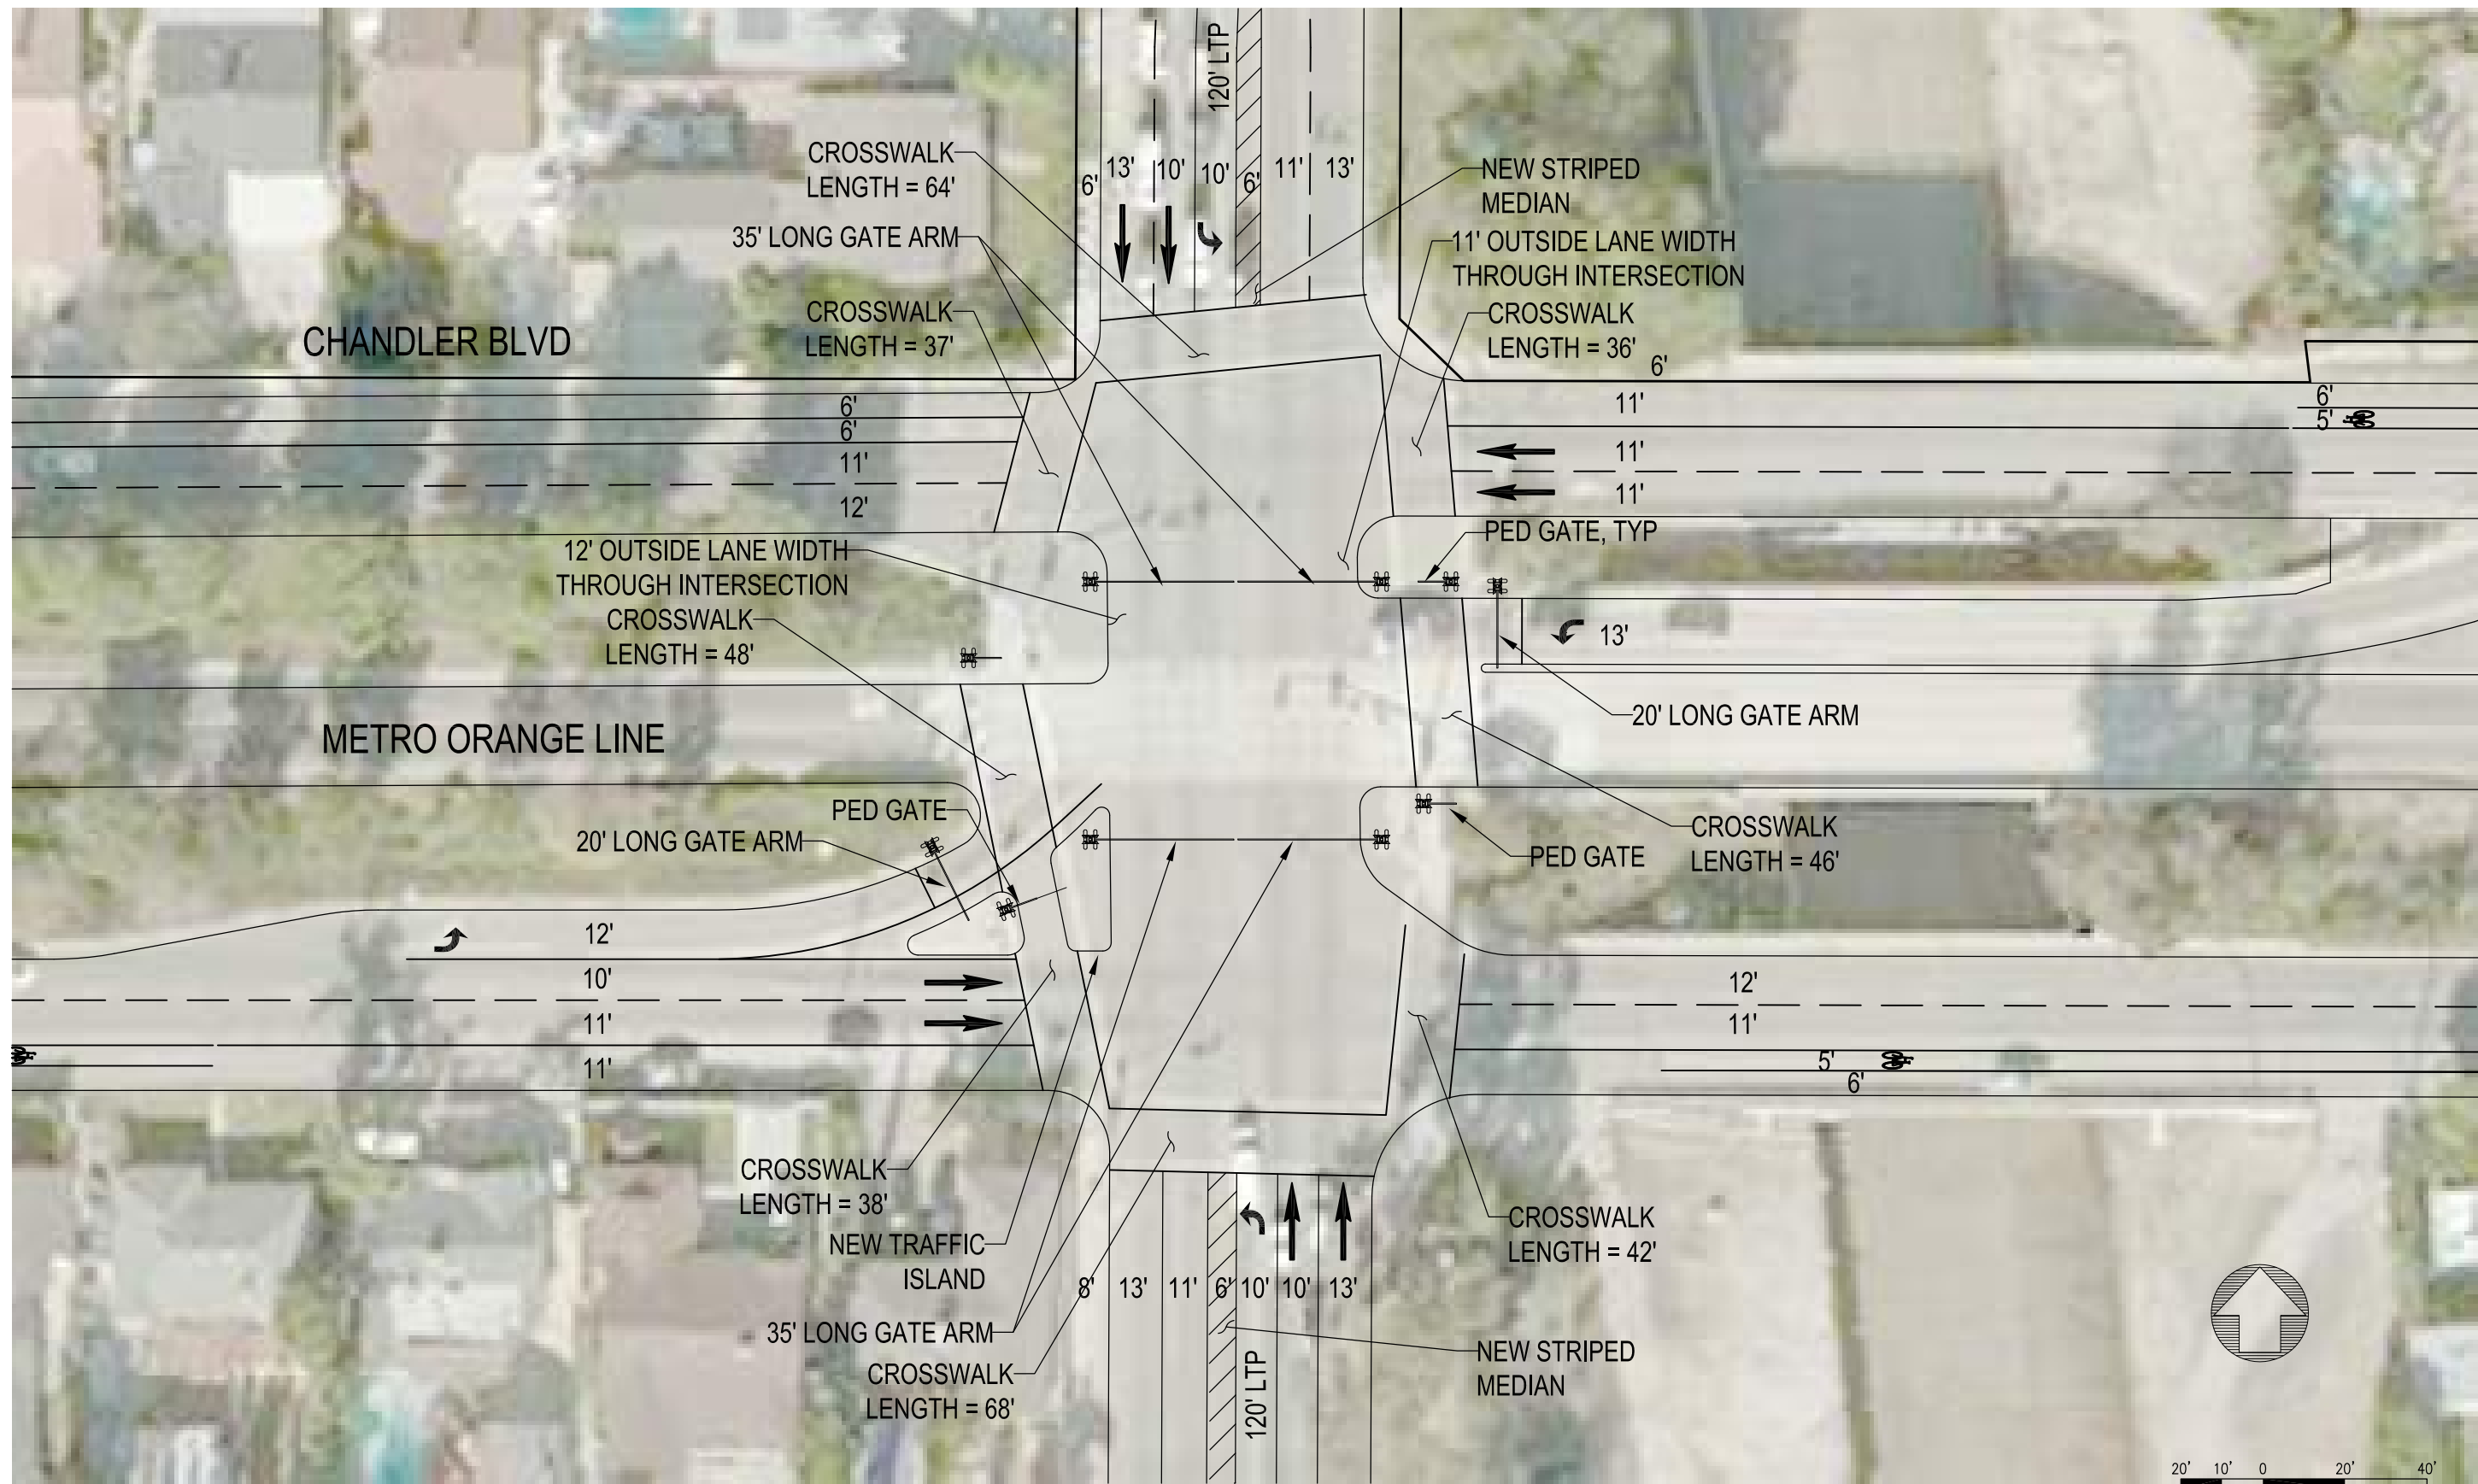 120' LTP
CROSSWALK
LENGTH = 64'
6'
13'
10'
10'
6'
11'
13'
NEW STRIPED
MEDIAN
35' LONG GATE ARM
11' OUTSIDE LANE WIDTH
THROUGH INTERSECTION
CROSSWALK
LENGTH = 37'
CROSSWALK
LENGTH = 36'
CHANDLER BLVD
6'
6'
6'
11'
12'
11'
11'
11'
6'
5'
12' OUTSIDE LANE WIDTH
THROUGH INTERSECTION
PED GATE, TYP
CROSSWALK
LENGTH = 48'
13'
METRO ORANGE LINE
20' LONG GATE ARM
PED GATE
20' LONG GATE ARM
CROSSWALK
LENGTH = 46'
PED GATE
12'
10'
11'
11'
12'
11'
5'
6'
CROSSWALK
LENGTH = 38'
NEW TRAFFIC
ISLAND
CROSSWALK
LENGTH = 42'
8'
13'
11'
6'
10'
10'
13'
35' LONG GATE ARM
CROSSWALK
LENGTH = 68'
120' LTP
NEW STRIPED
MEDIAN
20' 10' 0 20' 40'